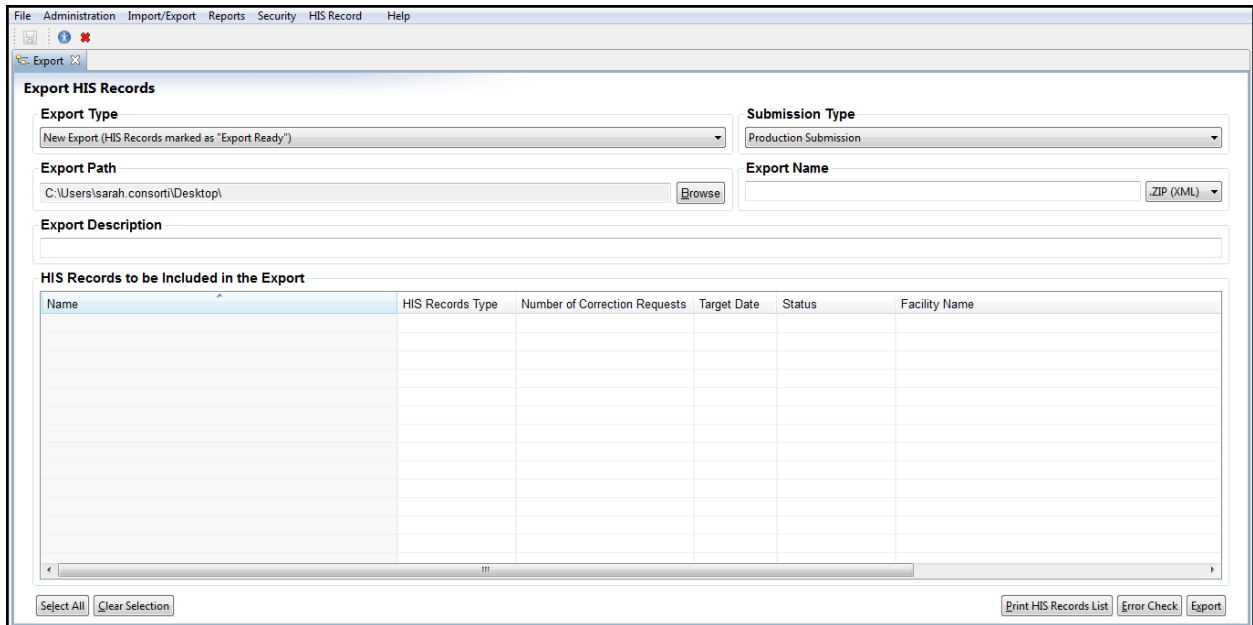 File Administration Import/Export Reports Security HIS Record Help
Export
Export HIS Records
Export Type
New Export (HIS Records marked as "Export Ready")
Submission Type
Production Submission
Export Path
C:\Users\sarah.consorti\Desktop\
Browse
Export Name
.ZIP (XML)
Export Description
HIS Records to be Included in the Export
Name HIS Records Type Number of Correction Requests Target Date Status Facility Name
Select All Clear Selection Print HIS Records List Error Check Export